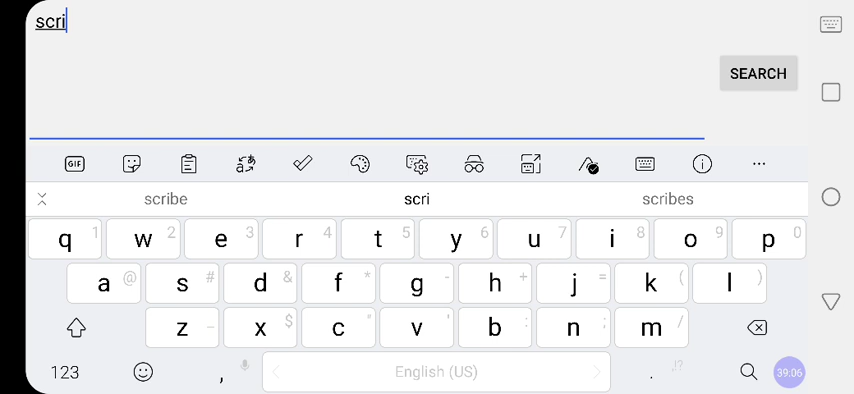 scri
SEARCH
GIF
scribe scri scribes
q 1 w 2 e 3 r 4 t 5 y 6 u 7 i 8 o 9 p 0
a @ s # d & f * g - h + j = k ( l )
z _ x $ c " v ' b : n ; m /
123 , English (US) . ,!? 39:06